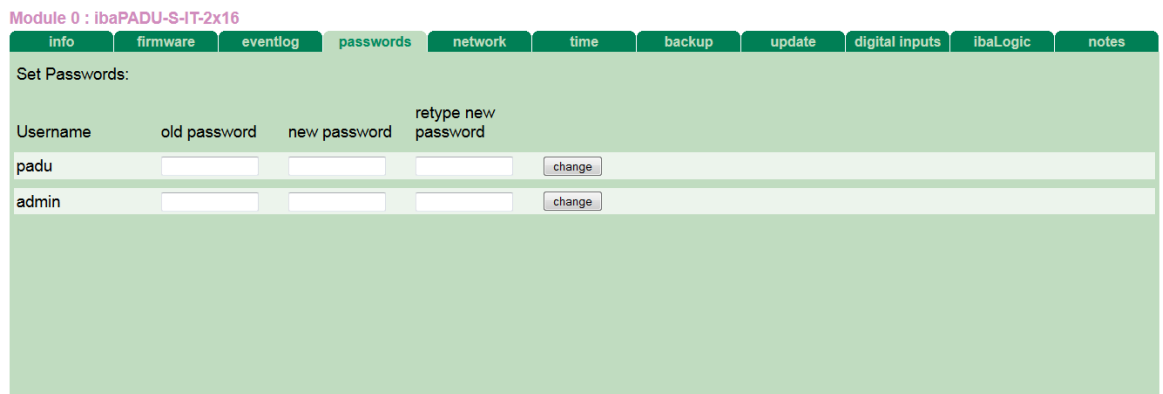 Module 0 : ibaPADU-S-IT-2x16
info firmware eventlog passwords network time backup update digital inputs ibaLogic notes
Set Passwords:
retype new
Username old password new password password
padu change
admin change